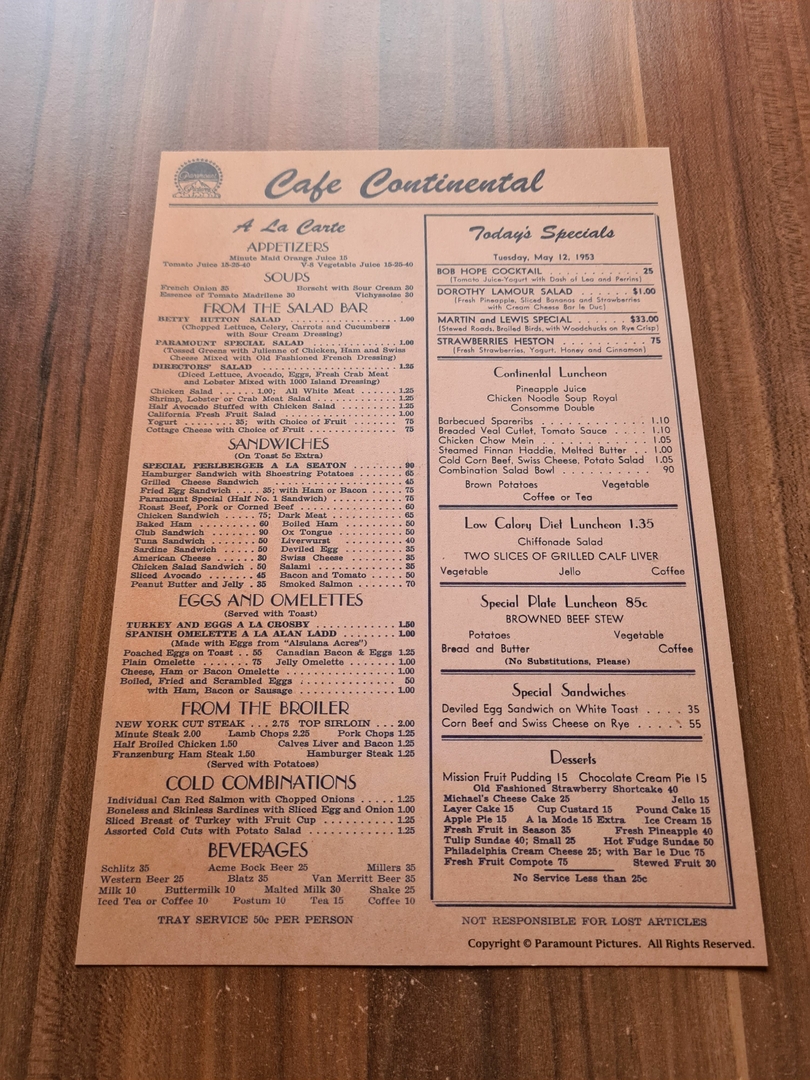 Paramount
Cafe Continental
A La Carte
APPETIZERS
Minute Maid Orange Juice 15
Tomato Juice 15-25-40 V-8 Vegetable Juice 15-25-40
SOUPS
French Onion 35 Borscht with Sour Cream 30
Essence of Tomato Madrilene 30 Vichyssoise 30
FROM THE SALAD BAR
BETTY HUTTON SALAD . . . . . . . . . . . . . . . . . . 1.00
(Chopped Lettuce, Celery, Carrots and Cucumbers
with Sour Cream Dressing)
PARAMOUNT SPECIAL SALAD . . . . . . . . . . . . . . 1.00
(Tossed Greens with Julienne of Chicken, Ham and Swiss
Cheese Mixed with Old Fashioned French Dressing)
DIRECTORS' SALAD . . . . . . . . . . . . . . . . . . . . . 1.25
(Diced Lettuce, Avocado, Eggs, Fresh Crab Meat
and Lobster Mixed with 1000 Island Dressing)
Chicken Salad . . . . . 1.00; All White Meat . . . . . 1.25
Shrimp, Lobster or Crab Meat Salad . . . . . . . . . . 1.25
Half Avocado Stuffed with Chicken Salad . . . . . . . 1.25
California Fresh Fruit Salad . . . . . . . . . . . . . . 1.00
Yogurt . . . . . . . 35; with Choice of Fruit . . . . . 75
Cottage Cheese with Choice of Fruit . . . . . . . . . . 75
SANDWICHES
(On Toast 5c Extra)
SPECIAL PERLBERGER A LA SEATON . . . . . . . . . 90
Hamburger Sandwich with Shoestring Potatoes . . . . . 65
Grilled Cheese Sandwich . . . . . . . . . . . . . . . . 45
Fried Egg Sandwich . . . . 35; with Ham or Bacon . . . . . 75
Paramount Special (Half No. 1 Sandwich) . . . . . . . . 75
Roast Beef, Pork or Corned Beef . . . . . . . . . . . . 60
Chicken Sandwich . . . . . 75; Dark Meat . . . . . . . . 65
Baked Ham . . . . . . . . . 60 Boiled Ham . . . . . . . 50
Club Sandwich . . . . . . . 90 Ox Tongue . . . . . . . . 50
Tuna Sandwich . . . . . . . 50 Liverwurst . . . . . . . 40
Sardine Sandwich . . . . . 50 Deviled Egg . . . . . . . 35
American Cheese . . . . . . 30 Swiss Cheese . . . . . . 35
Chicken Salad Sandwich . 50 Salami . . . . . . . . . . . 35
Sliced Avocado . . . . . . . 45 Bacon and Tomato . . . . . 50
Peanut Butter and Jelly . 35 Smoked Salmon . . . . . . . 70
EGGS AND OMELETTES
(Served with Toast)
TURKEY AND EGGS A LA CROSBY . . . . . . . . . . . . 1.50
SPANISH OMELETTE A LA ALAN LADD . . . . . . . . 1.00
(Made with Eggs from "Alsulana Acres")
Poached Eggs on Toast . . 55 Canadian Bacon & Eggs 1.25
Plain Omelette . . . . . . . 75 Jelly Omelette . . . . . 1.00
Cheese, Ham or Bacon Omelette . . . . . . . . . . . . . 1.00
Boiled, Fried and Scrambled Eggs . . . . . . . . . . . . 50
with Ham, Bacon or Sausage . . . . . . . . . . . . . . 1.00
FROM THE BROILER
NEW YORK CUT STEAK . . . 2.75 TOP SIRLOIN . . . 2.00
Minute Steak 2.00 Lamb Chops 2.25 Pork Chops 1.25
Half Broiled Chicken 1.50 Calves Liver and Bacon 1.25
Franzenburg Ham Steak 1.50 Hamburger Steak 1.25
(Served with Potatoes)
COLD COMBINATIONS
Individual Can Red Salmon with Chopped Onions . . . . . 1.25
Boneless and Skinless Sardines with Sliced Egg and Onion 1.00
Sliced Breast of Turkey with Fruit Cup . . . . . . . . . . 1.25
Assorted Cold Cuts with Potato Salad . . . . . . . . . . . 1.25
BEVERAGES
Schlitz 35 Acme Bock Beer 25 Millers 35
Western Beer 25 Blatz 35 Van Merritt Beer 35
Milk 10 Buttermilk 10 Malted Milk 30 Shake 25
Iced Tea or Coffee 10 Postum 10 Tea 15 Coffee 10
TRAY SERVICE 50c PER PERSON
Today's Specials
Tuesday, May 12, 1953
BOB HOPE COCKTAIL . . . . . . . . . . . 25
(Tomato Juice-Yogurt with Dash of Lea and Perrins)
DOROTHY LAMOUR SALAD . . . . . . . $1.00
(Fresh Pineapple, Sliced Bananas and Strawberries
with Cream Cheese Bar le Duc)
MARTIN and LEWIS SPECIAL . . . . . . $33.00
(Stewed Roads, Broiled Birds, with Woodchucks on Rye Crisp)
STRAWBERRIES HESTON . . . . . . . . . . 75
(Fresh Strawberries, Yogurt, Honey and Cinnamon)
Continental Luncheon
Pineapple Juice
Chicken Noodle Soup Royal
Consomme Double
Barbecued Spareribs . . . . . . . . . . . . . 1.10
Breaded Veal Cutlet, Tomato Sauce . . . . 1.10
Chicken Chow Mein . . . . . . . . . . . . . 1.05
Steamed Finnan Haddie, Melted Butter . . 1.00
Cold Corn Beef, Swiss Cheese, Potato Salad 1.05
Combination Salad Bowl . . . . . . . . . . . 90
Brown Potatoes Vegetable
Coffee or Tea
Low Calory Diet Luncheon 1.35
Chiffonade Salad
TWO SLICES OF GRILLED CALF LIVER
Vegetable Jello Coffee
Special Plate Luncheon 85c
BROWNED BEEF STEW
Potatoes Vegetable
Bread and Butter Coffee
(No Substitutions, Please)
Special Sandwiches
Deviled Egg Sandwich on White Toast . . . . 35
Corn Beef and Swiss Cheese on Rye . . . . 55
Desserts
Mission Fruit Pudding 15 Chocolate Cream Pie 15
Old Fashioned Strawberry Shortcake 40
Michael's Cheese Cake 25 Jello 15
Layer Cake 15 Cup Custard 15 Pound Cake 15
Apple Pie 15 A la Mode 15 Extra Ice Cream 15
Fresh Fruit in Season 35 Fresh Pineapple 40
Tulip Sundae 40; Small 25 Hot Fudge Sundae 50
Philadelphia Cream Cheese 25; with Bar le Duc 75
Fresh Fruit Compote 75 Stewed Fruit 30
No Service Less than 25c
NOT RESPONSIBLE FOR LOST ARTICLES
Copyright © Paramount Pictures. All Rights Reserved.